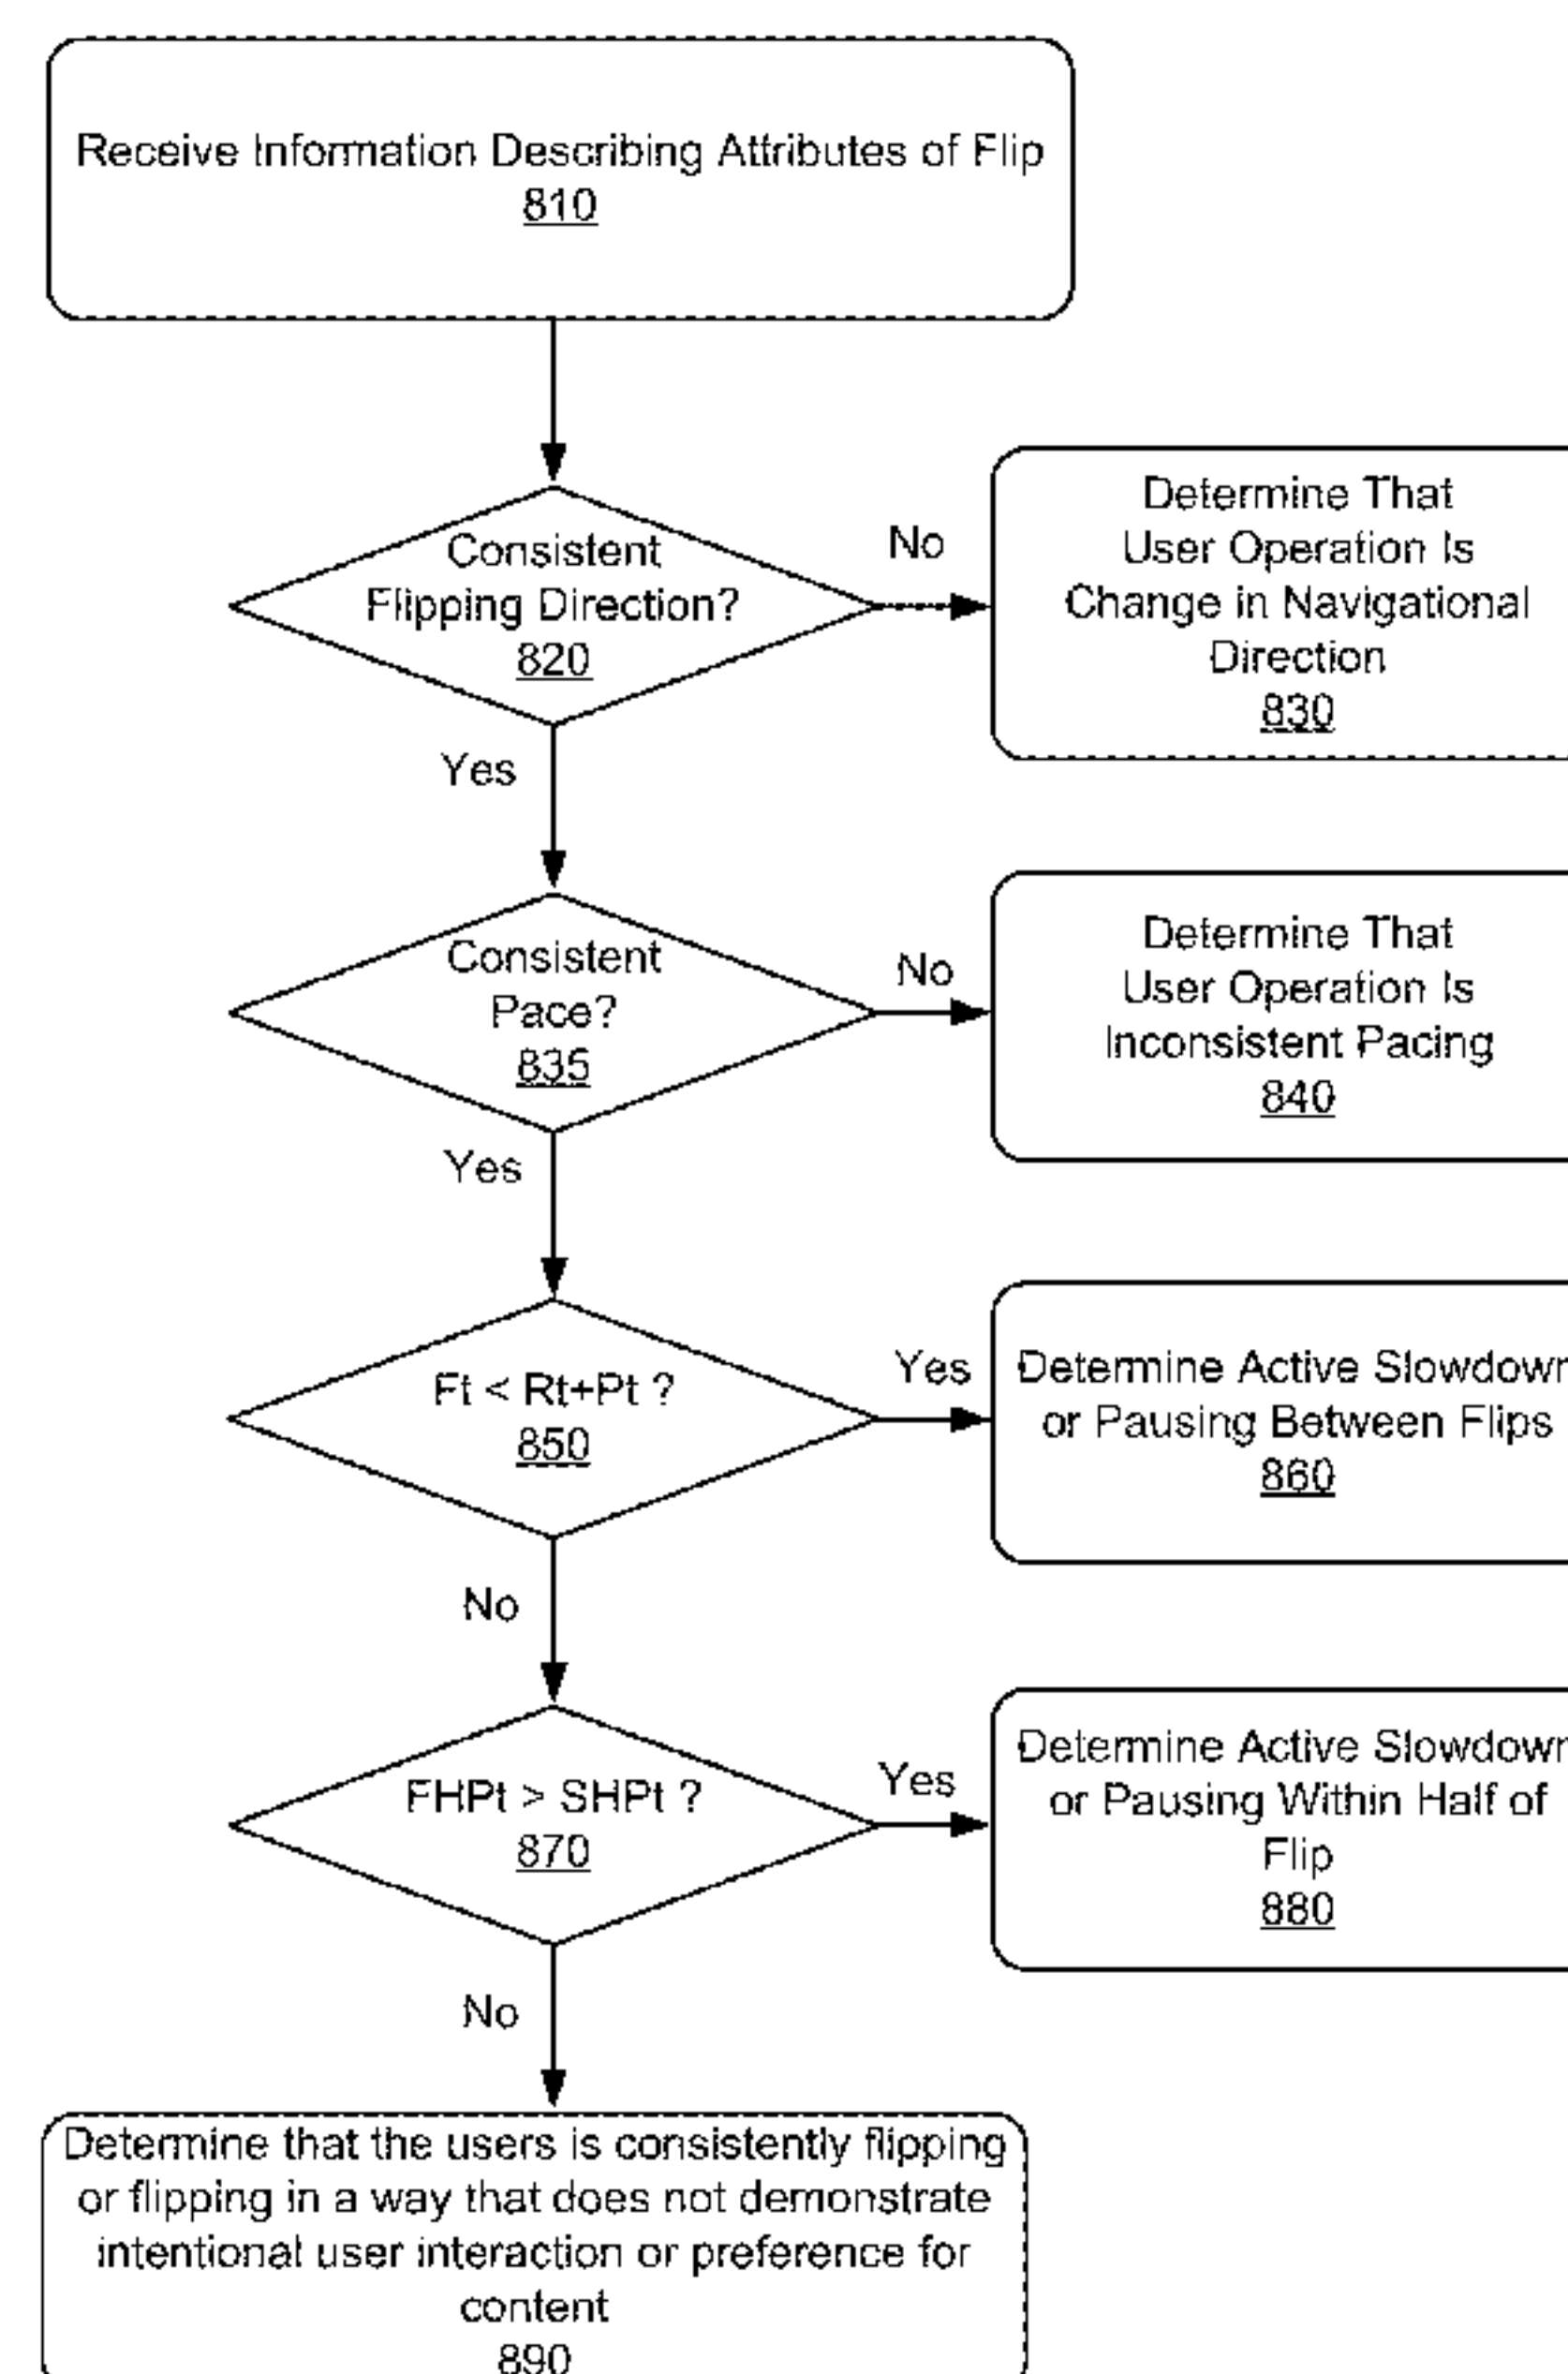 Receive Information Describing Attributes of Flip
810
Consistent
Flipping Direction?
820
No
Determine That
User Operation Is
Change in Navigational
Direction
830
Yes
Consistent
Pace?
835
No
Determine That
User Operation Is
Inconsistent Pacing
840
Yes
Ft < Rt+Pt ?
850
Yes
Determine Active Slowdown
or Pausing Between Flips
860
No
FHPt > SHPt ?
870
Yes
Determine Active Slowdown
or Pausing Within Half of
Flip
880
No
Determine that the users is consistently flipping
or flipping in a way that does not demonstrate
intentional user interaction or preference for
content
890